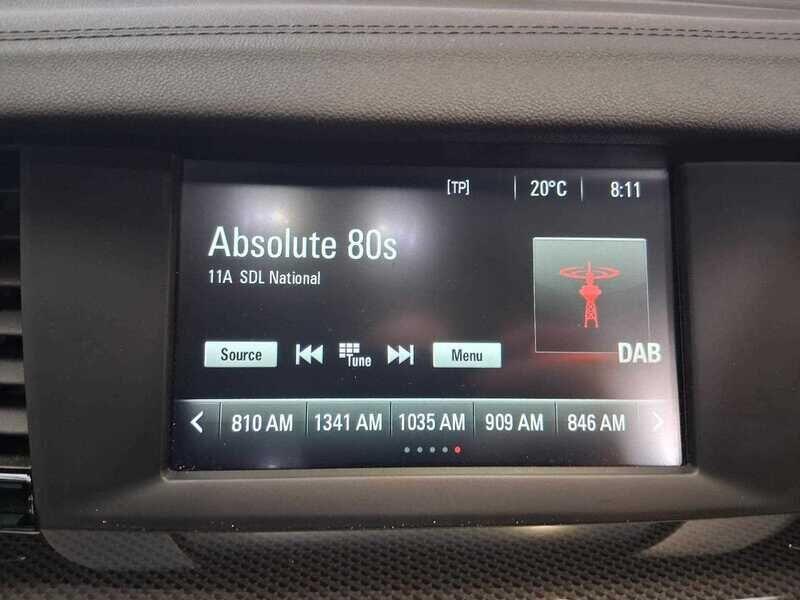 [TP] 20°C 8:11
Absolute 80s
11A SDL National
DAB
Source Tune Menu
810 AM 1341 AM 1035 AM 909 AM 846 AM